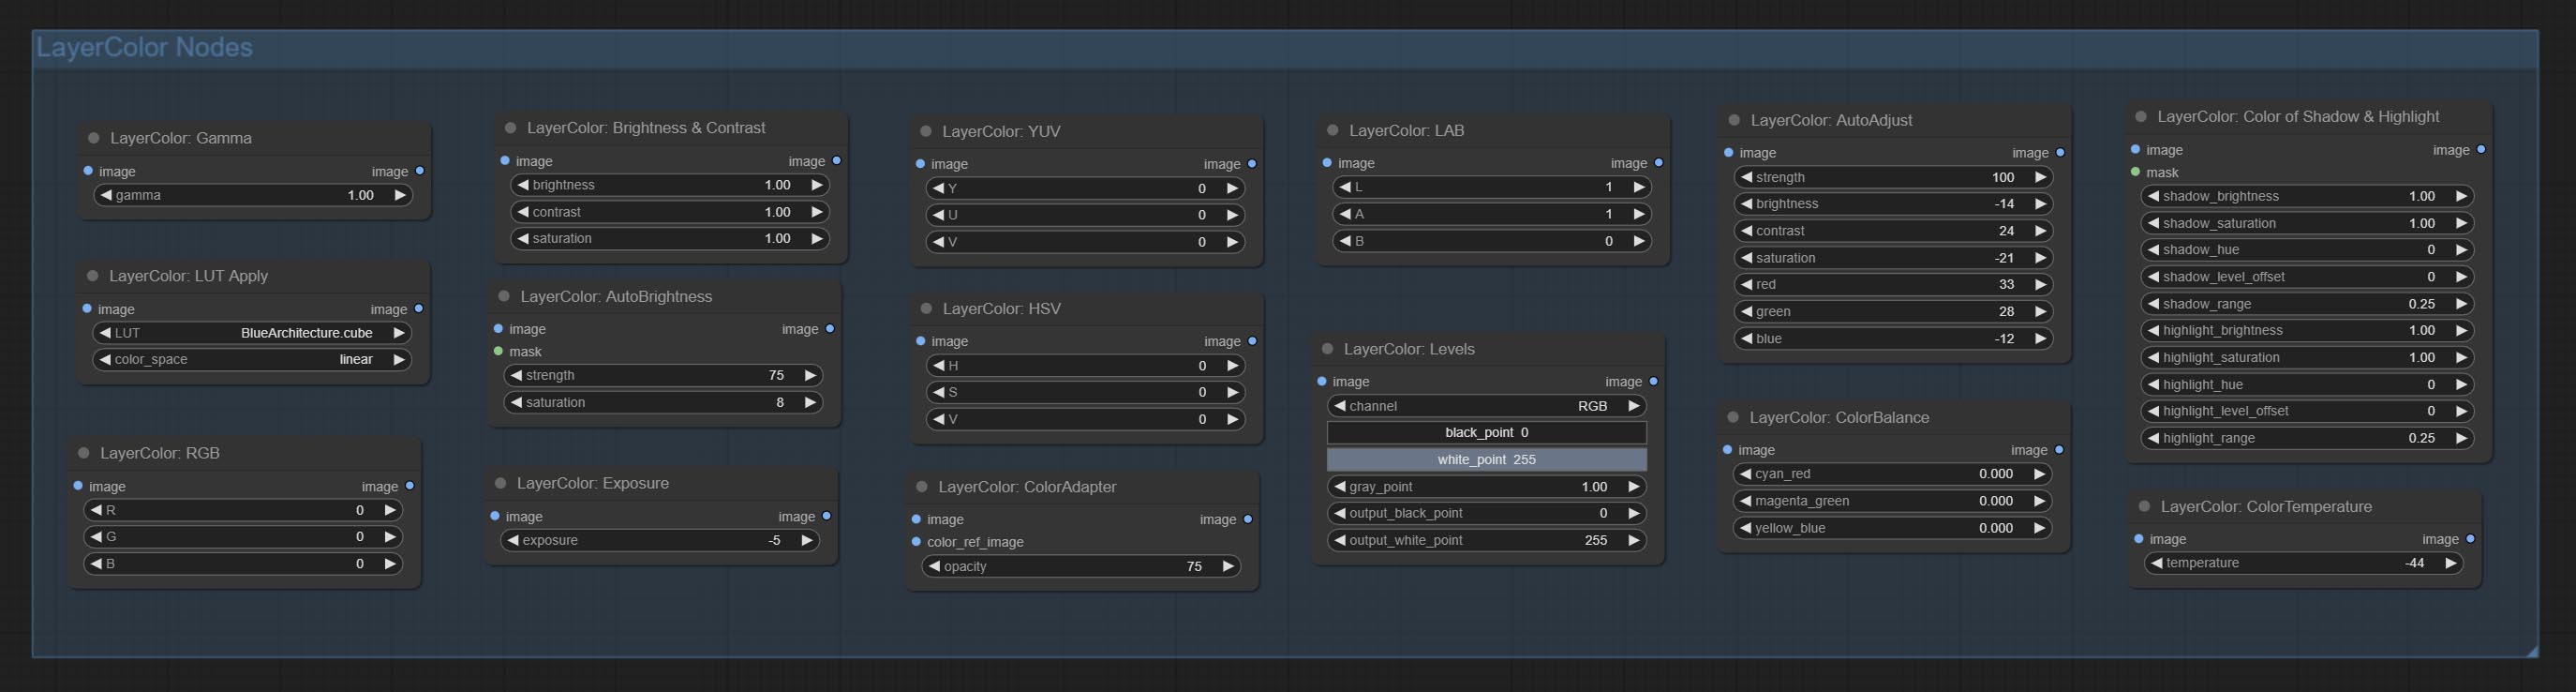 LayerColor Nodes
LayerColor: Gamma
image image
gamma 1.00
LayerColor: LUT Apply
image image
LUT BlueArchitecture.cube
color_space linear
LayerColor: RGB
image image
R 0
G 0
B 0
LayerColor: Brightness & Contrast
image image
brightness 1.00
contrast 1.00
saturation 1.00
LayerColor: AutoBrightness
image image
mask
strength 75
saturation 8
LayerColor: Exposure
image image
exposure -5
LayerColor: YUV
image image
Y 0
U 0
V 0
LayerColor: HSV
image image
H 0
S 0
V 0
LayerColor: ColorAdapter
image image
color_ref_image
opacity 75
LayerColor: LAB
image image
L 1
A 1
B 0
LayerColor: Levels
image image
channel RGB
black_point 0
white_point 255
gray_point 1.00
output_black_point 0
output_white_point 255
LayerColor: AutoAdjust
image image
strength 100
brightness -14
contrast 24
saturation -21
red 33
green 28
blue -12
LayerColor: ColorBalance
image image
cyan_red 0.000
magenta_green 0.000
yellow_blue 0.000
LayerColor: Color of Shadow & Highlight
image image
mask
shadow_brightness 1.00
shadow_saturation 1.00
shadow_hue 0
shadow_level_offset 0
shadow_range 0.25
highlight_brightness 1.00
highlight_saturation 1.00
highlight_hue 0
highlight_level_offset 0
highlight_range 0.25
LayerColor: ColorTemperature
image image
temperature -44